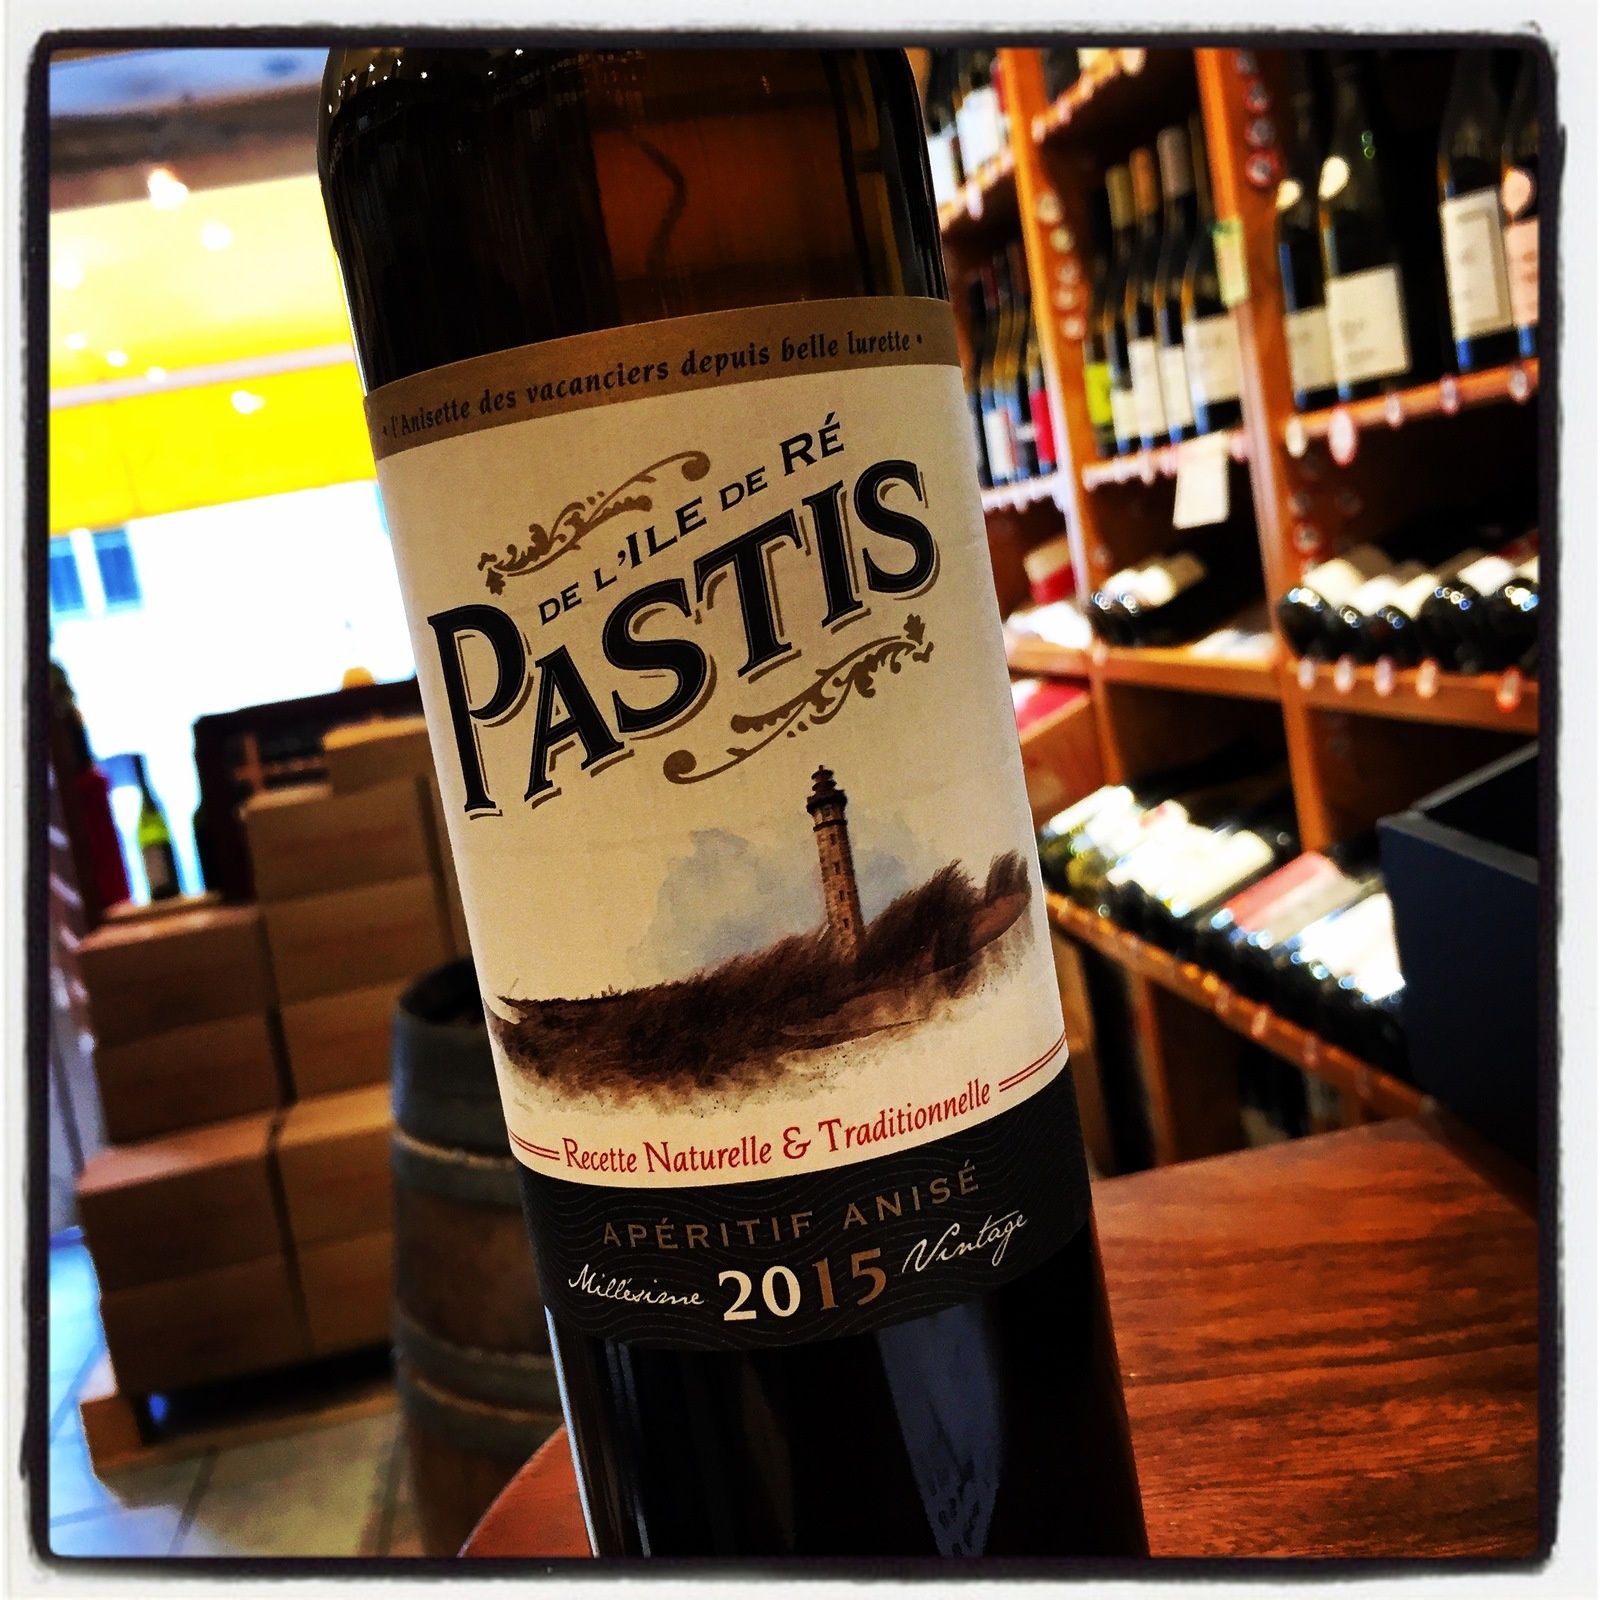 • l'Anisette des vacanciers depuis belle lurette •
DE L'ILE DE RÉ
PASTIS
Recette Naturelle & Traditionnelle
APÉRITIF ANISÉ
Millésime 2015 Vintage